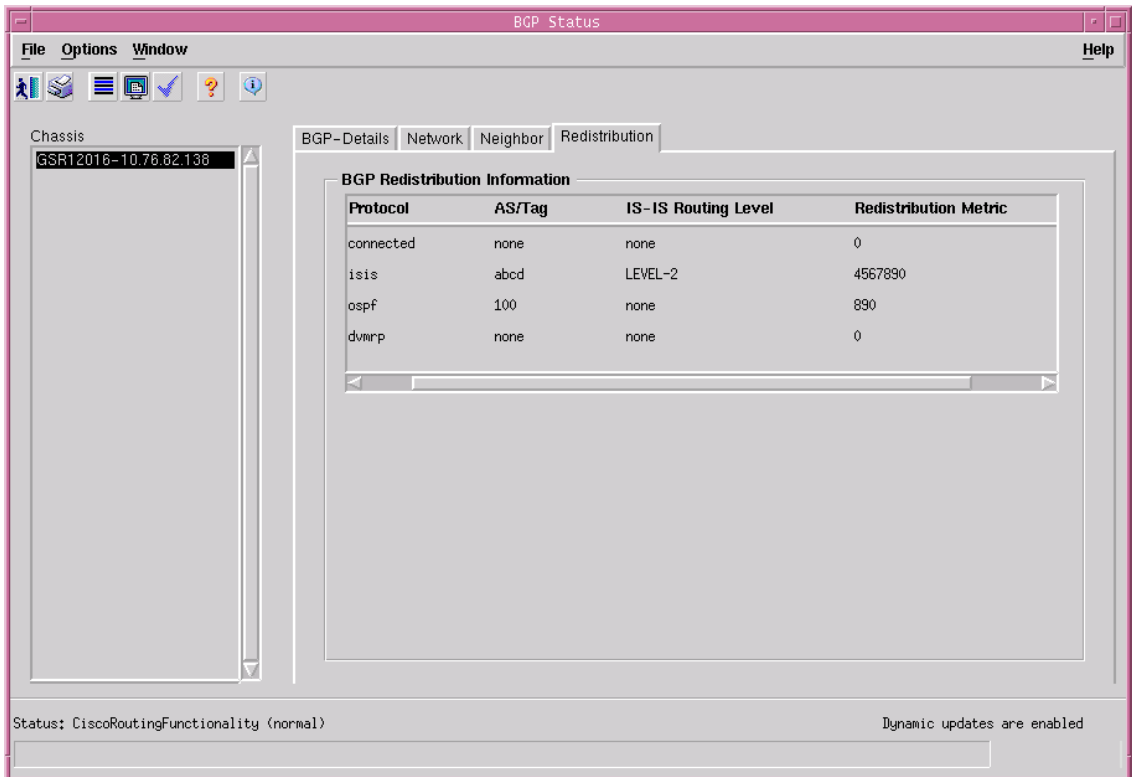 BGP Status
File Options Window Help
Chassis
GSR12016-10.76.82.138
BGP-Details Network Neighbor Redistribution
BGP Redistribution Information
Protocol AS/Tag IS-IS Routing Level Redistribution Metric
connected none none 0
isis abcd LEVEL-2 4567890
ospf 100 none 890
dvmrp none none 0
Status: CiscoRoutingFunctionality (normal) Dynamic updates are enabled